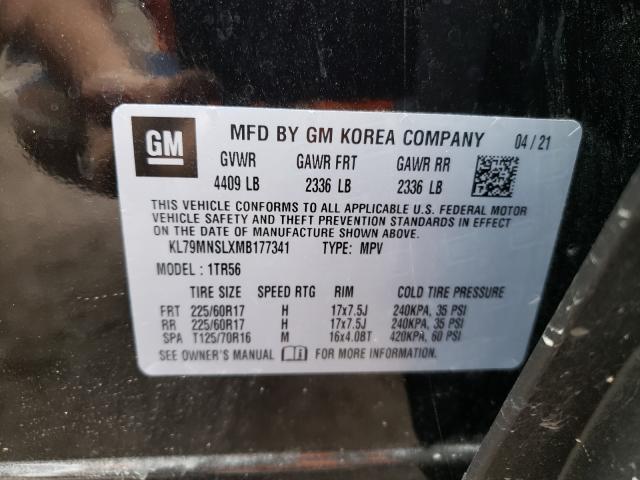 GM MFD BY GM KOREA COMPANY 04 / 21
GVWR GAWR FRT GAWR RR
4409 LB 2336 LB 2336 LB
THIS VEHICLE CONFORMS TO ALL APPLICABLE U.S. FEDERAL MOTOR
VEHICLE SAFETY AND THEFT PREVENTION STANDARDS IN EFFECT
ON THE DATE OF MANUFACTURE SHOWN ABOVE.
KL79MNSLXMB177341 TYPE: MPV
MODEL : 1TR56
TIRE SIZE SPEED RTG RIM COLD TIRE PRESSURE
FRT 225/60R17 H 17x7.5J 240KPA, 35 PSI
RR 225/60R17 H 17x7.5J 240KPA, 35 PSI
SPA T125/70R16 M 16x4.0BT 420KPA, 60 PSI
SEE OWNER'S MANUAL FOR MORE INFORMATION